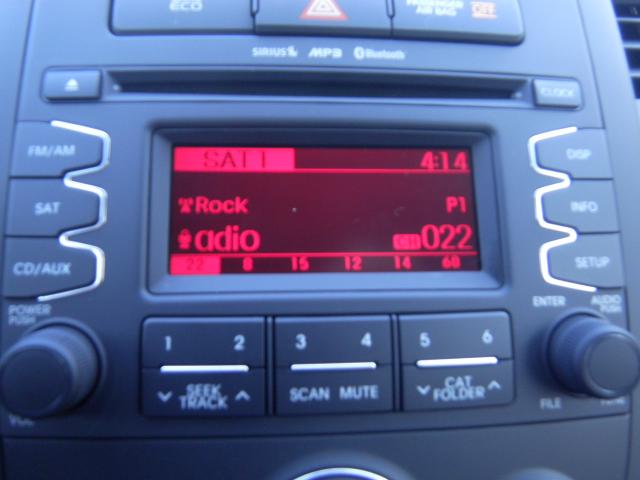 ECO
PASSENGER AIR BAG OFF
SIRIUS MP3 Bluetooth
CLOCK
FM/AM
SAT
CD/AUX
SAT1 4:14
Rock P1
adio CH 022
22 8 15 12 14 60
DISP
INFO
SETUP
POWER
PUSH
VOL
ENTER
AUDIO
PUSH
FILE
1 2 3 4 5 6
SEEK
TRACK
SCAN MUTE
CAT
FOLDER